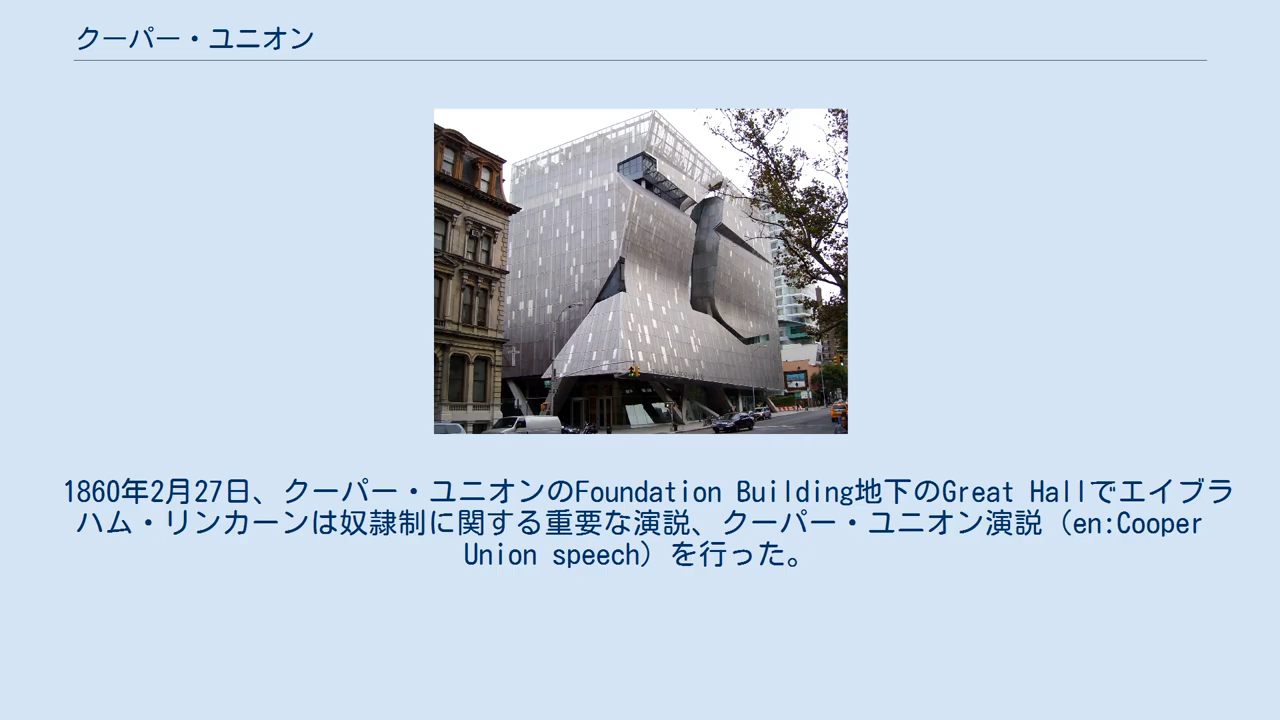 クーパー・ユニオン
1860年2月27日、クーパー・ユニオンのFoundation Building地下のGreat Hallでエイブラ
ハム・リンカーンは奴隷制に関する重要な演説、クーパー・ユニオン演説（en:Cooper
Union speech）を行った。